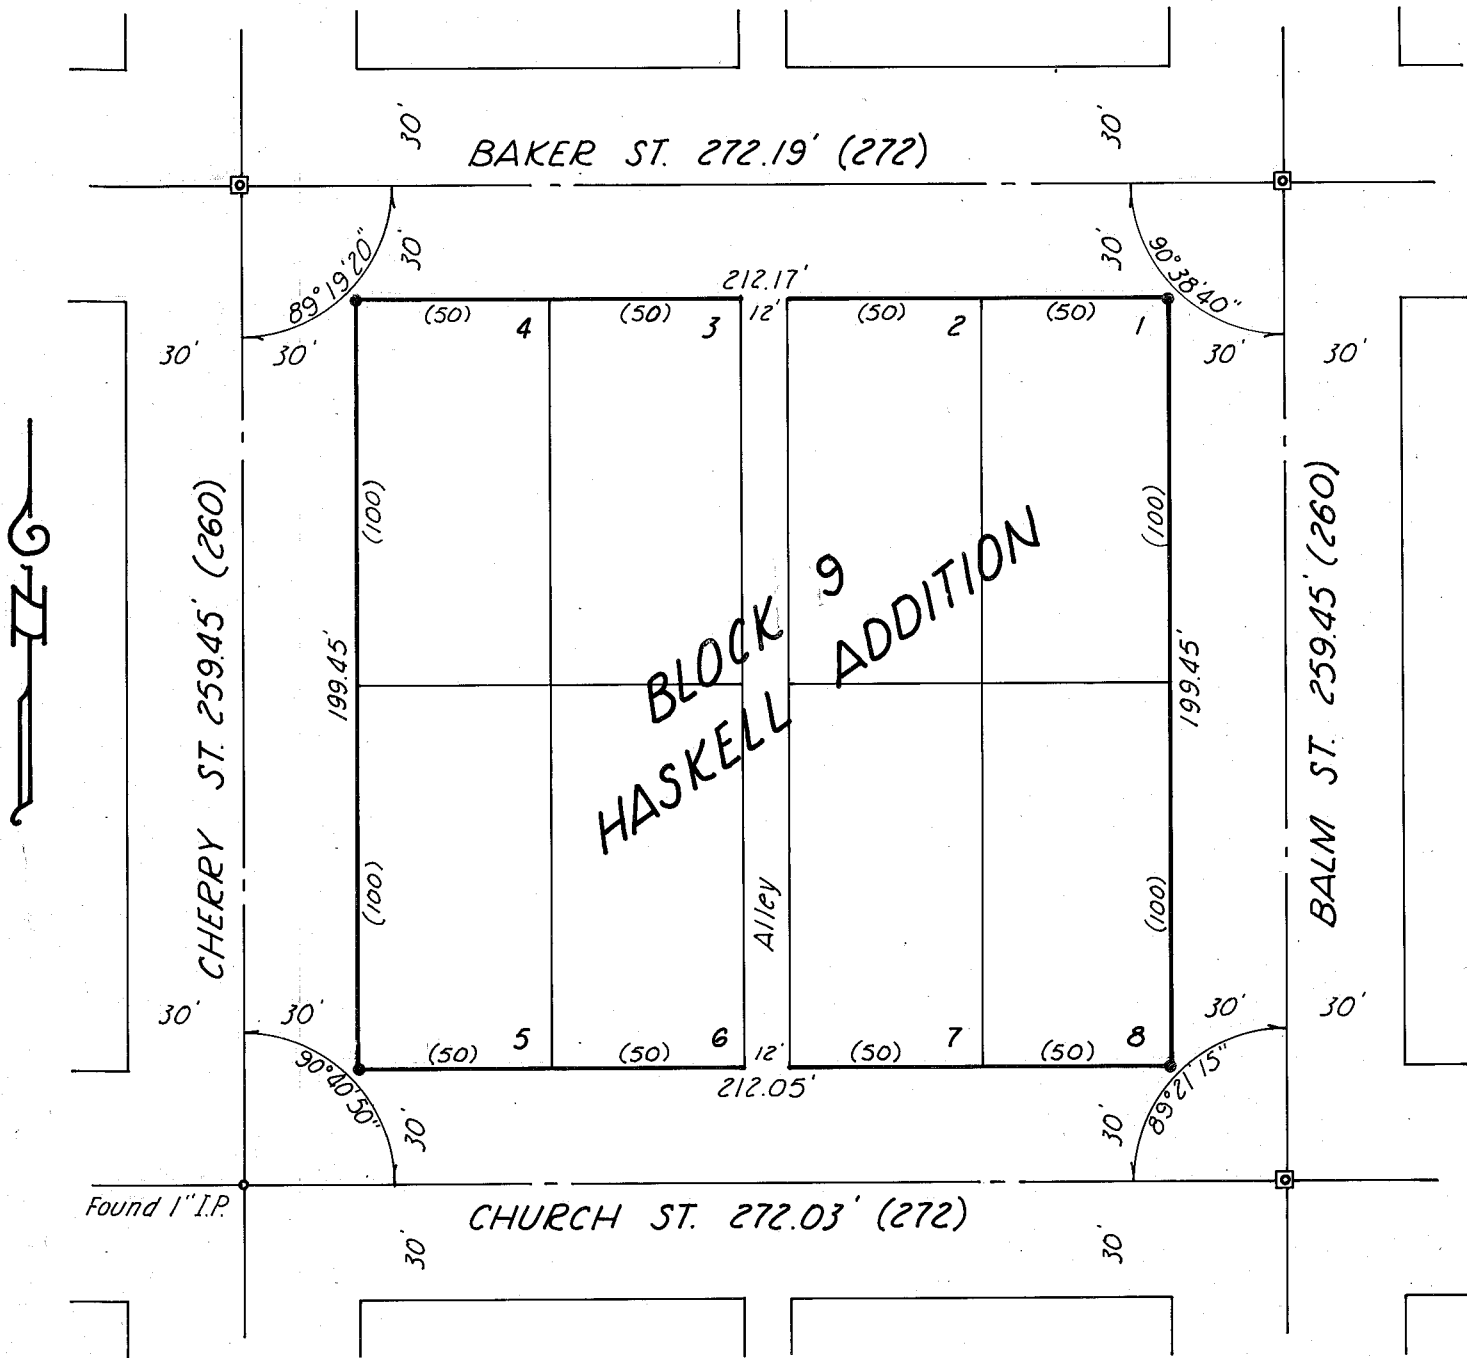 30'
30'
BAKER ST. 272.19' (272)
30'
30'
89°19'20"
90°38'40"
212.17'
(50) 4 (50) 3 12' (50) 2 (50) 1
30' 30'
30' 30'
(100)
(100)
N
CHERRY ST. 259.45' (260)
199.45'
BLOCK 9
HASKELL ADDITION
199.45'
BALM ST. 259.45' (260)
(100)
Alley
(100)
30' 30'
30' 30'
(50) 5 (50) 6 12' (50) 7 (50) 8
212.05'
90°40'50"
89°21'15"
30'
30'
Found 1" I.P.
CHURCH ST. 272.03' (272)
30'
30'